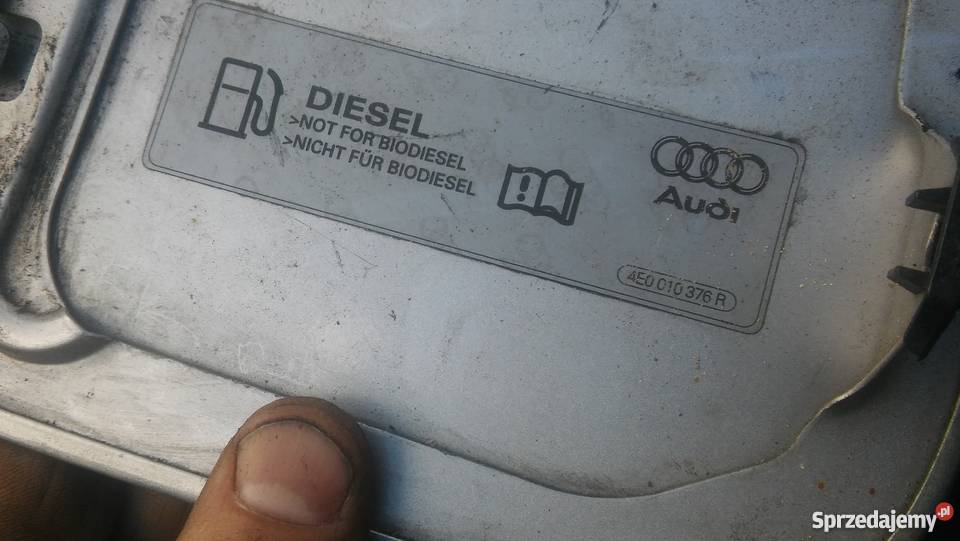 DIESEL
>NOT FOR BIODIESEL
>NICHT FÜR BIODIESEL
Audi
4E0 010 376 R
Sprzedajemy.pl